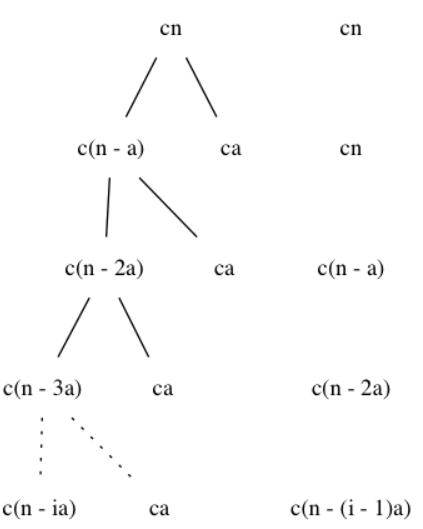 cn cn
c(n - a) ca cn
c(n - 2a) ca c(n - a)
c(n - 3a) ca c(n - 2a)
c(n - ia) ca c(n - (i - 1)a)